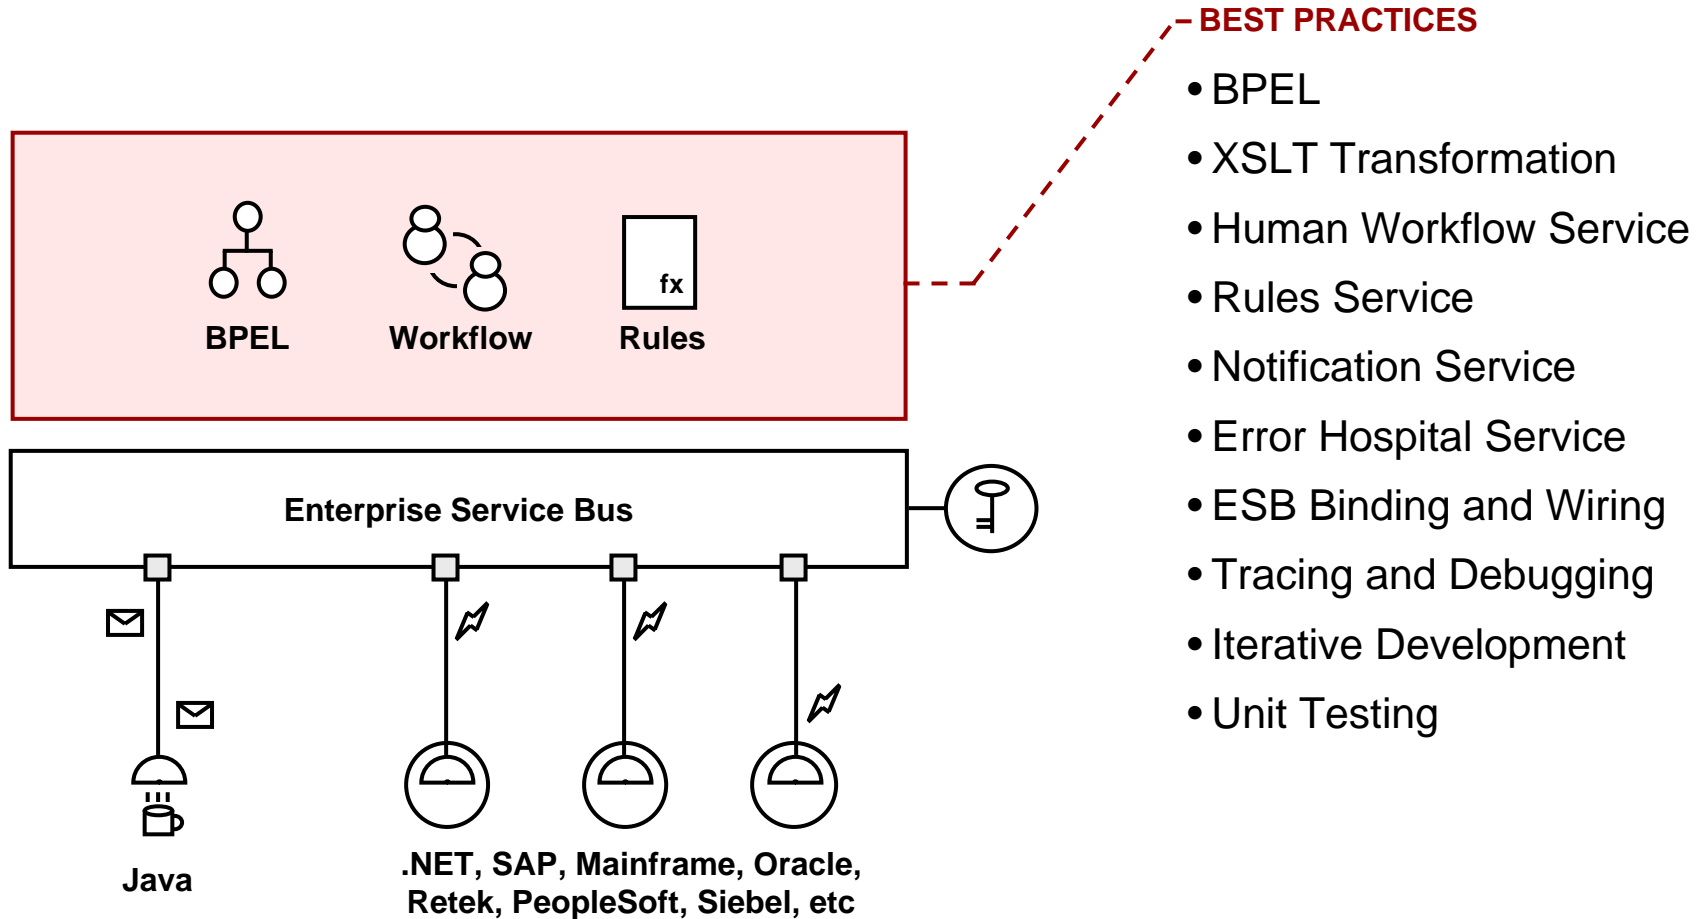 BEST PRACTICES
• BPEL
• XSLT Transformation
• Human Workflow Service
• Rules Service
• Notification Service
• Error Hospital Service
• ESB Binding and Wiring
• Tracing and Debugging
• Iterative Development
• Unit Testing
fx
BPEL Workflow Rules
Enterprise Service Bus
Java
.NET, SAP, Mainframe, Oracle,
Retek, PeopleSoft, Siebel, etc